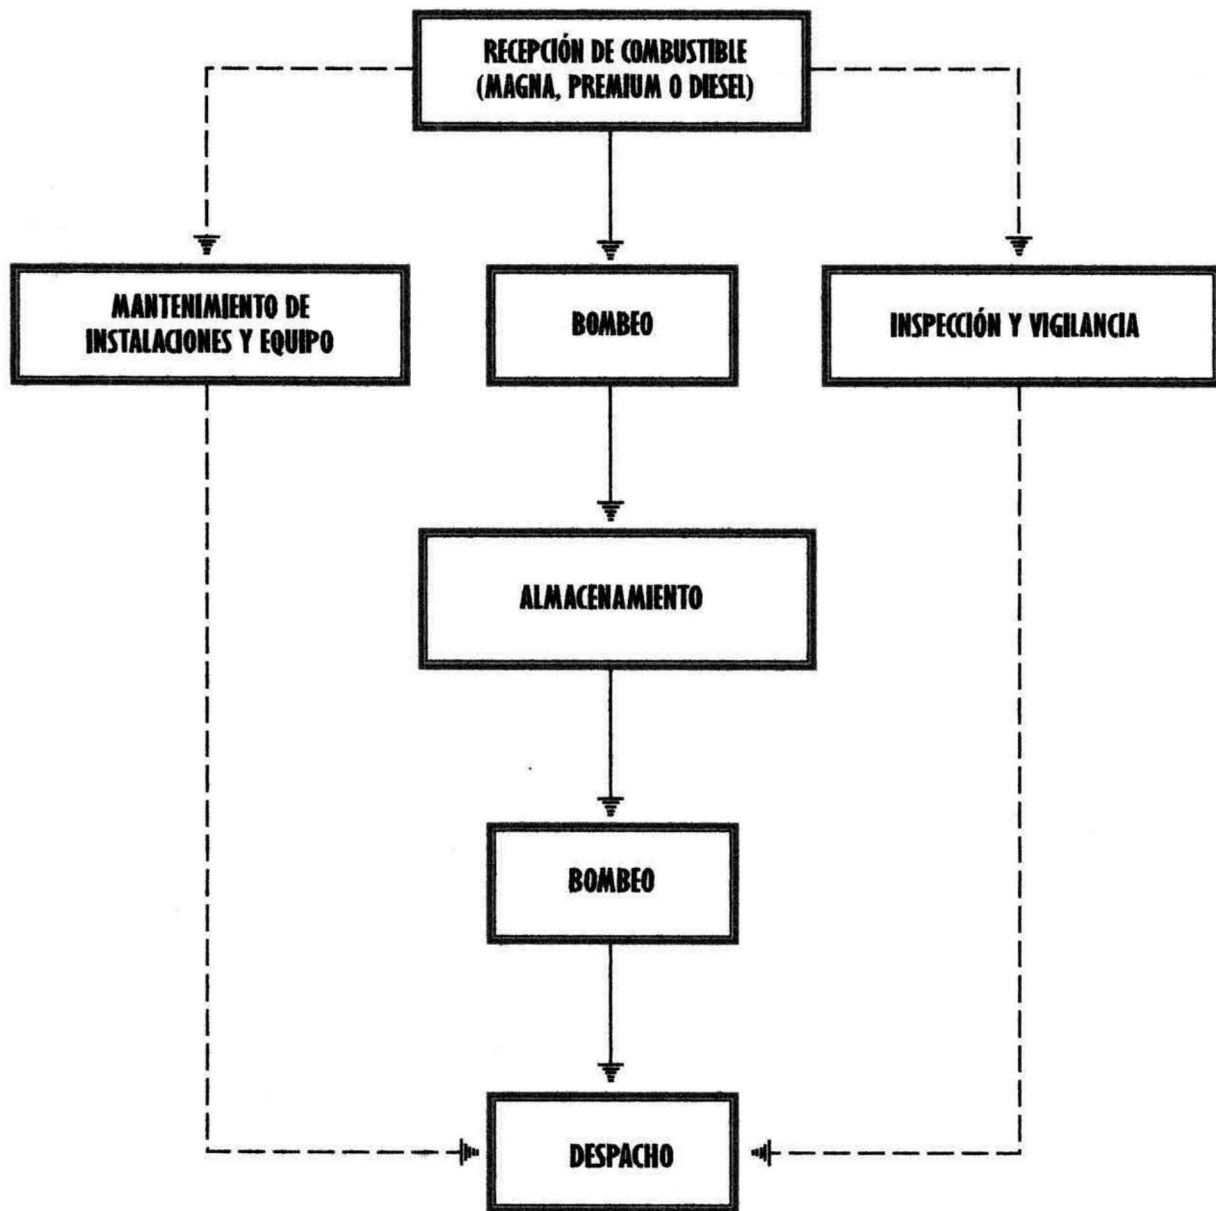 RECEPCIÓN DE COMBUSTIBLE
(MAGNA, PREMIUM O DIESEL)
MANTENIMIENTO DE
INSTALACIONES Y EQUIPO
BOMBEO
INSPECCIÓN Y VIGILANCIA
ALMACENAMIENTO
BOMBEO
DESPACHO